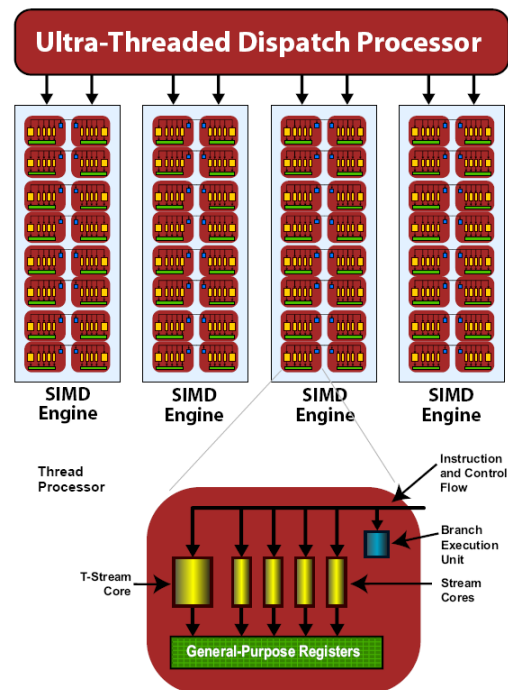 Ultra-Threaded Dispatch Processor
SIMD
Engine
SIMD
Engine
SIMD
Engine
SIMD
Engine
Thread
Processor
Instruction
and Control
Flow
Branch
Execution
Unit
T-Stream
Core
Stream
Cores
General-Purpose Registers